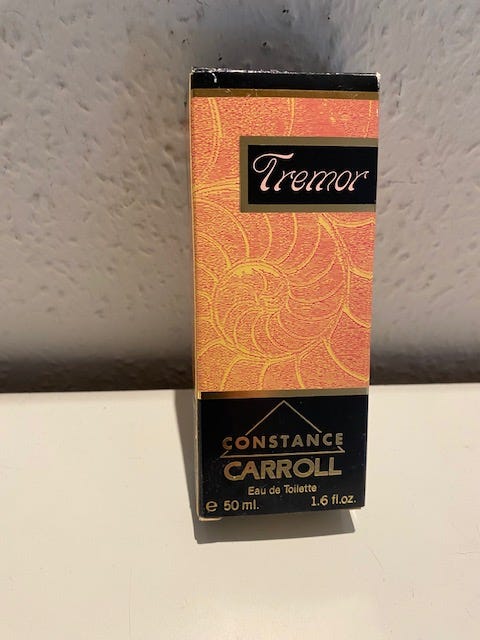 Tremor
CONSTANCE
CARROLL
Eau de Toilette
e 50 ml. 1.6 fl.oz.